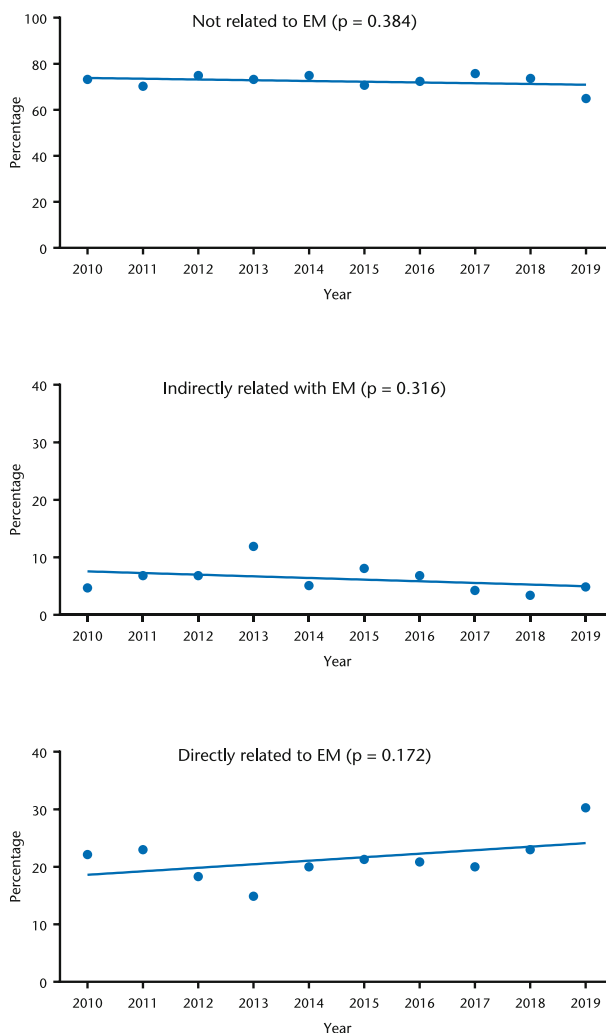 Not related to EM (p = 0.384)
100
80
60
40
20
0
Percentage
2010 2011 2012 2013 2014 2015 2016 2017 2018 2019
Year
Indirectly related with EM (p = 0.316)
40
30
20
10
0
Percentage
2010 2011 2012 2013 2014 2015 2016 2017 2018 2019
Year
Directly related to EM (p = 0.172)
40
30
20
10
0
Percentage
2010 2011 2012 2013 2014 2015 2016 2017 2018 2019
Year